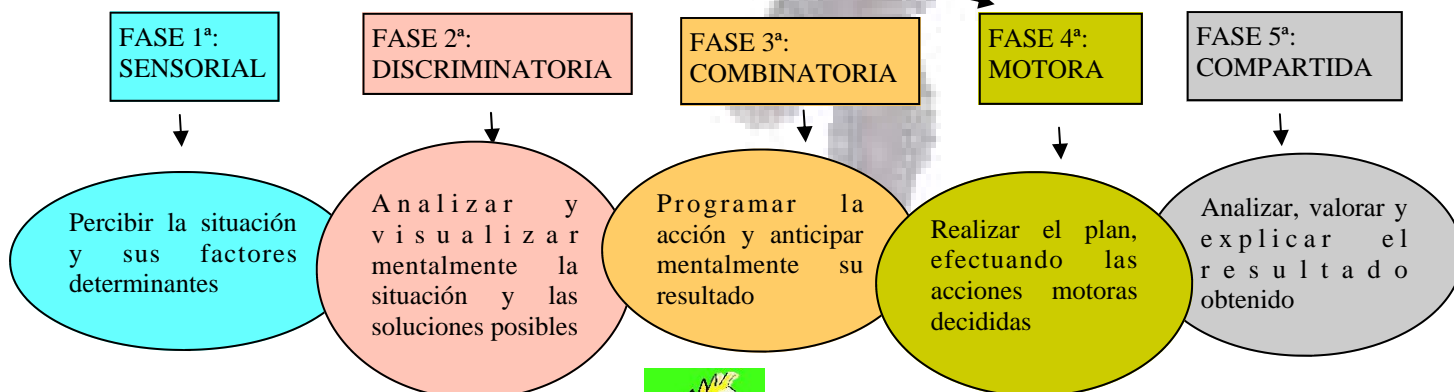 FASE 1ª:
SENSORIAL
FASE 2ª:
DISCRIMINATORIA
FASE 3ª:
COMBINATORIA
FASE 4ª:
MOTORA
FASE 5ª:
COMPARTIDA
Percibir la situación
y sus factores
determinantes
Analizar y
visualizar
mentalmente la
situación y las
soluciones posibles
Programar la
acción y anticipar
mentalmente su
resultado
Realizar el plan,
efectuando las
acciones motoras
decididas
Analizar, valorar y
explicar el
resultado
obtenido